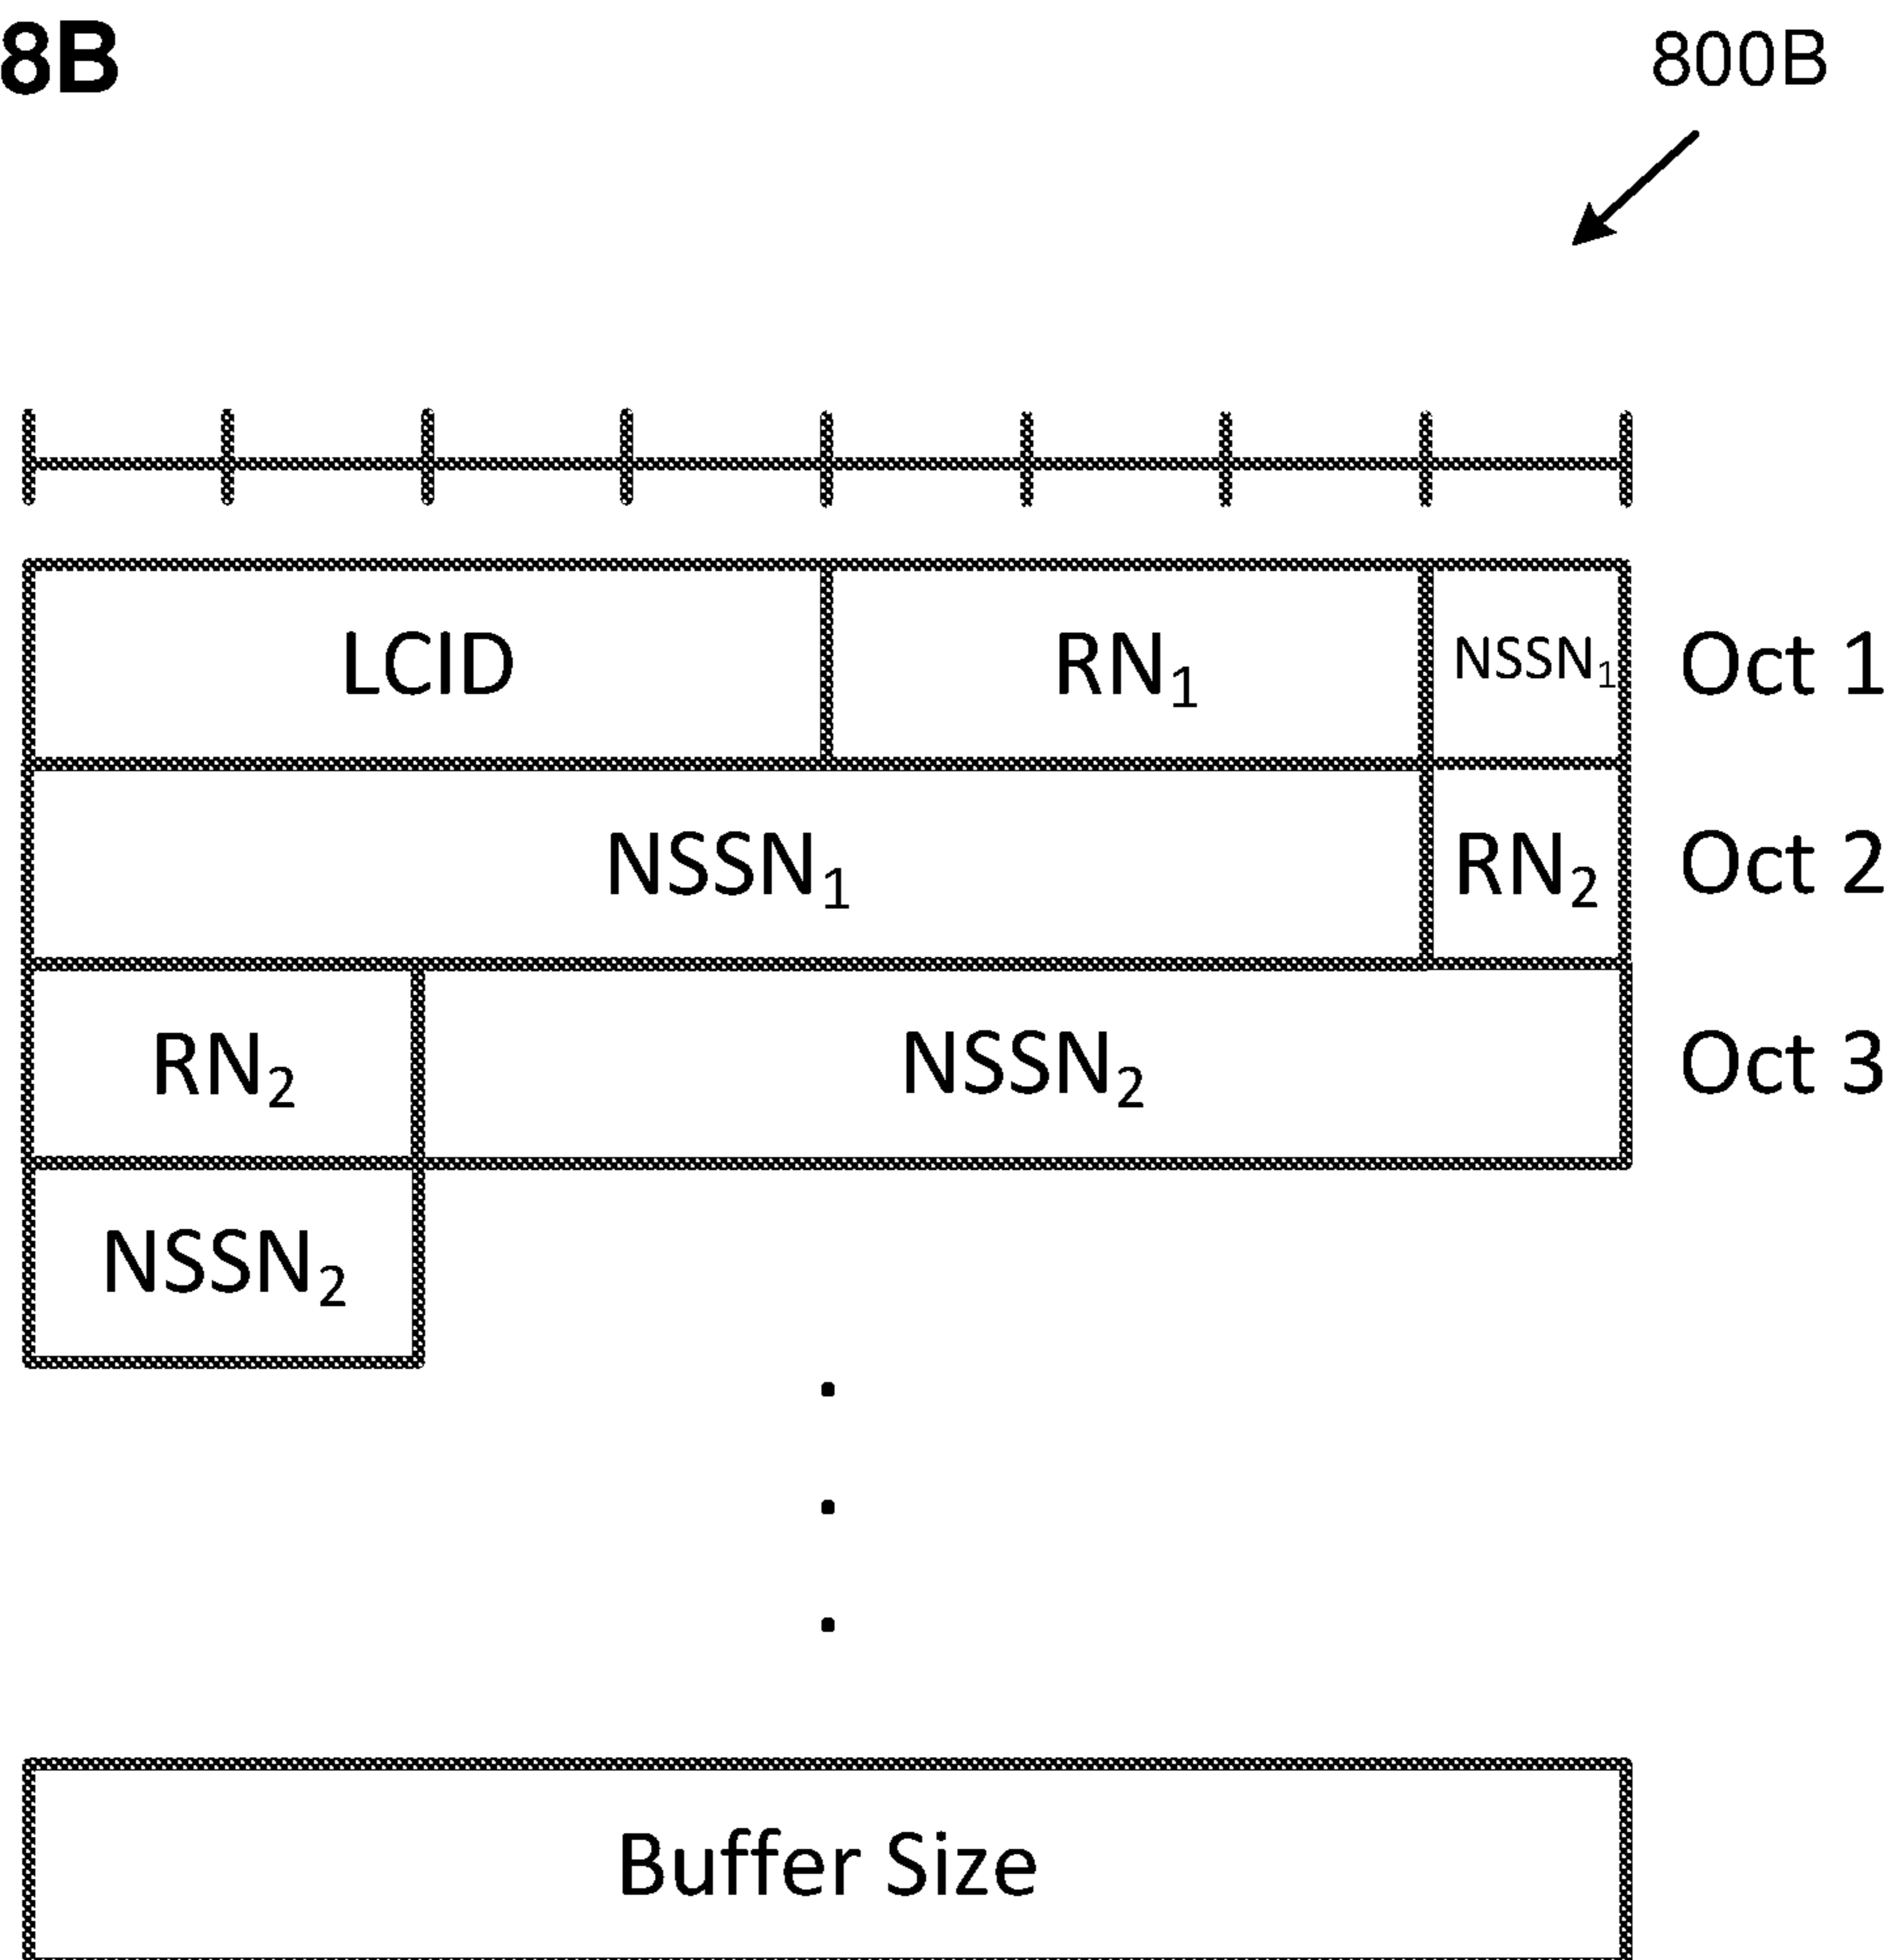 8B
800B
LCID RN₁ NSSN₁ Oct 1
NSSN₁ RN₂ Oct 2
RN₂ NSSN₂ Oct 3
NSSN₂
Buffer Size